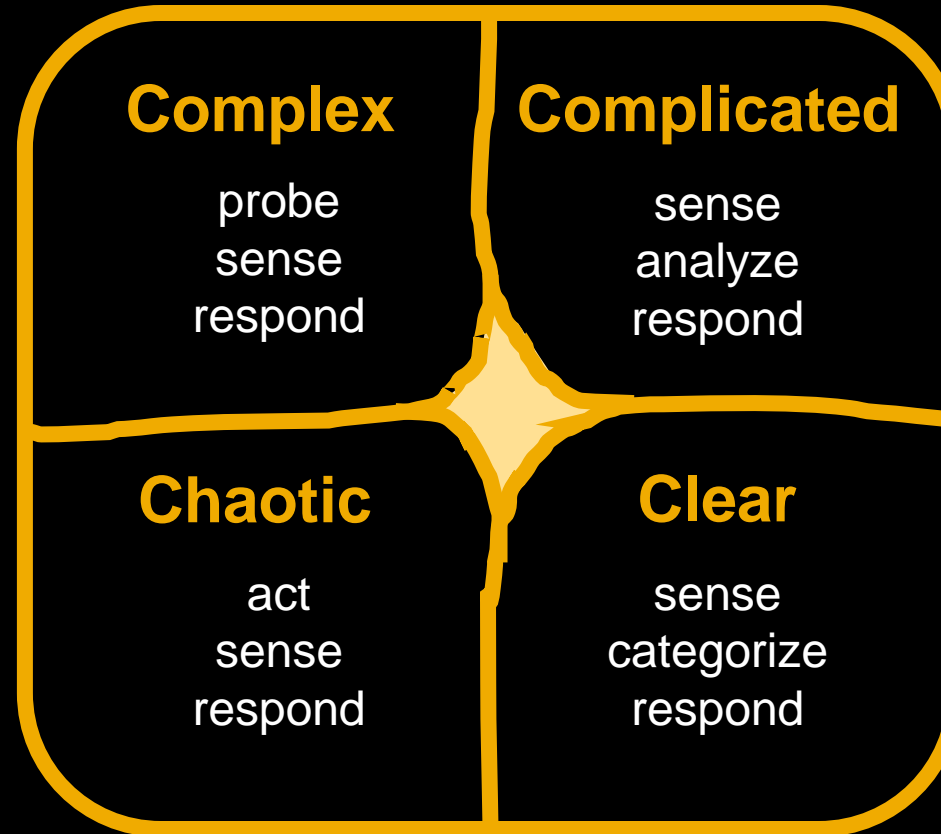 Complex
probe
sense
respond
Complicated
sense
analyze
respond
Chaotic
act
sense
respond
Clear
sense
categorize
respond